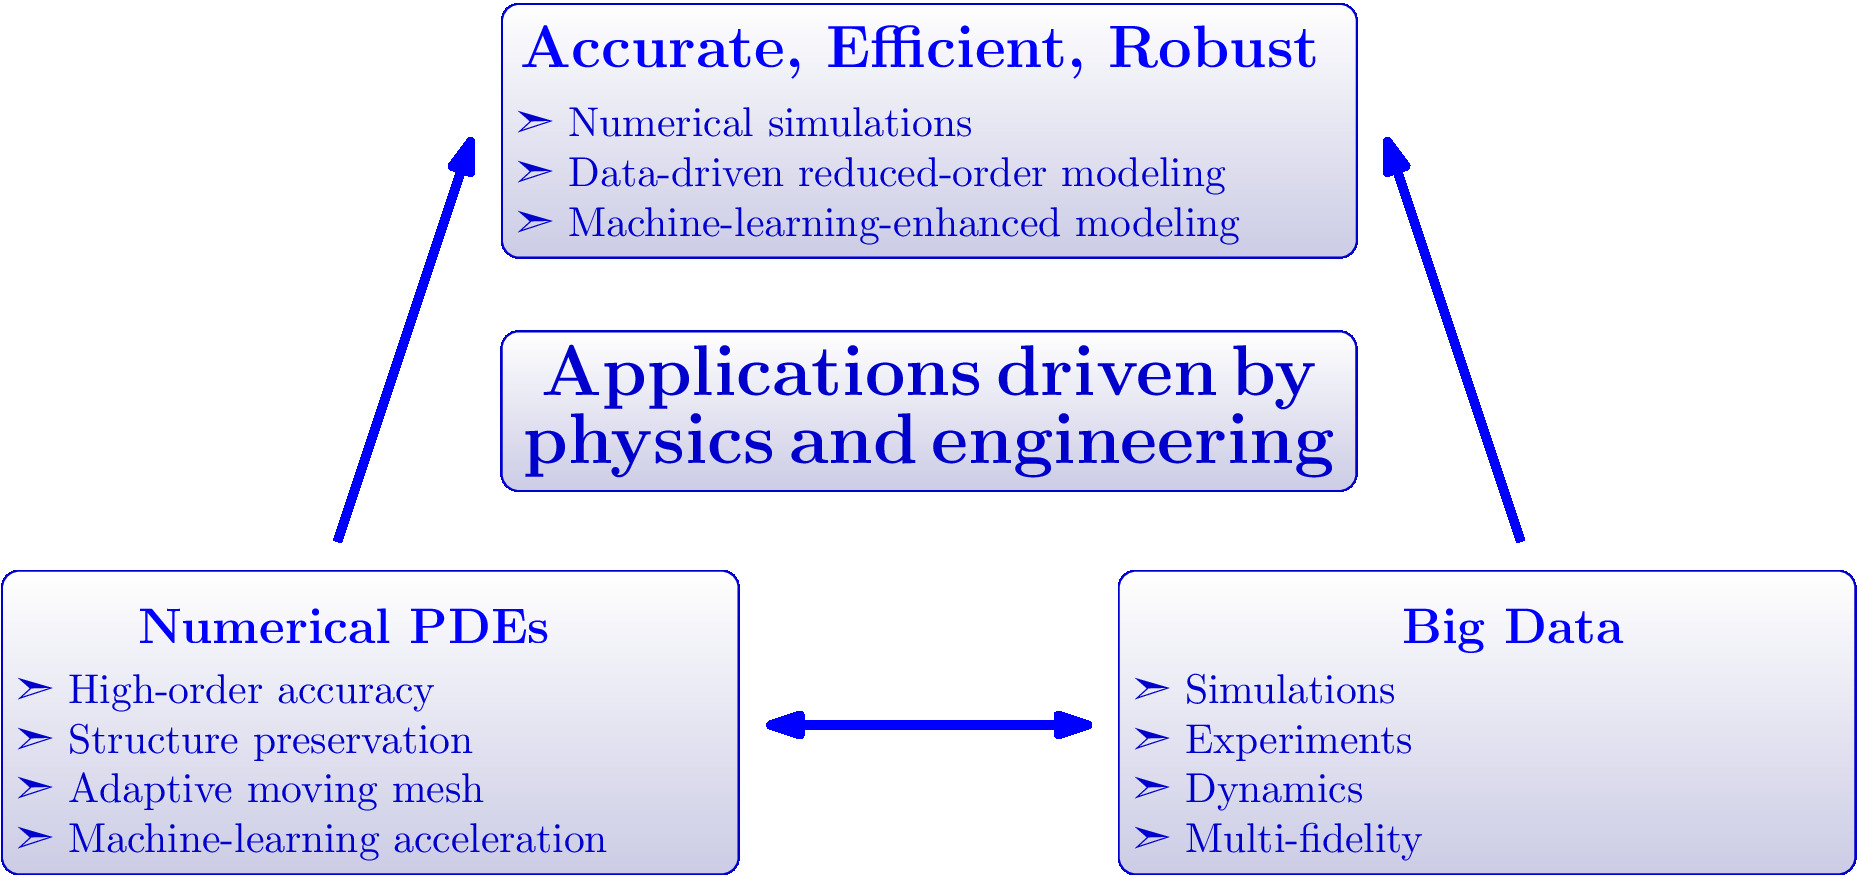 Accurate, Efficient, Robust
➢ Numerical simulations
➢ Data-driven reduced-order modeling
➢ Machine-learning-enhanced modeling
Applications driven by
physics and engineering
Numerical PDEs
➢ High-order accuracy
➢ Structure preservation
➢ Adaptive moving mesh
➢ Machine-learning acceleration
Big Data
➢ Simulations
➢ Experiments
➢ Dynamics
➢ Multi-fidelity